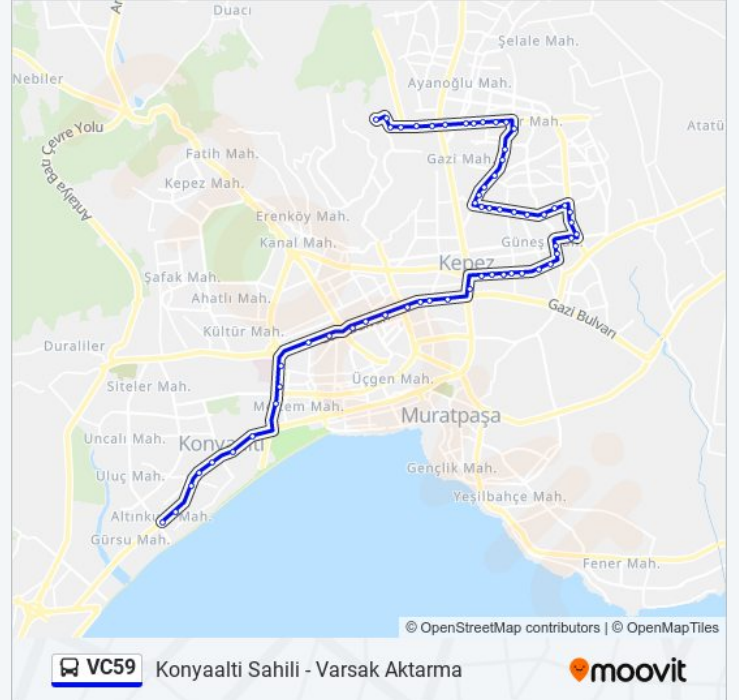 Duacı
Şelale Mah.
Nebiler
Ayanoğlu Mah.
Antalya Batı Çevre Yolu
r Mah.
Atatü
Fatih Mah.
Gazi Mah.
Kepez Mah.
Erenköy Mah.
Kanal Mah.
Güneş
Kepez
Şafak Mah.
Ahatlı Mah.
Gazi Bulvarı
Kültür Mah.
Duraliler
Siteler Mah.
Üçgen Mah.
Mah.
Muratpaşa
Uncalı Mah.
Gençlik Mah.
Uluç Mah.
Yeşilbahçe Mah.
Mah.
Gürsu Mah.
Fener Mah.
© OpenStreetMap contributors | © OpenMapTiles
VC59 Konyaalti Sahili - Varsak Aktarma
moovit